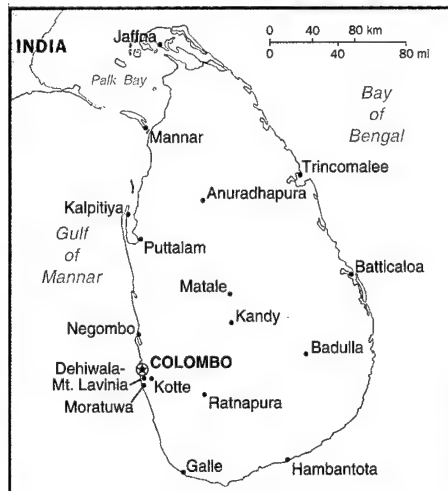 INDIA
Jaffna
0 40 80 km
0 40 80 mi
Palk Bay
Bay
of
Bengal
Mannar
Trincomalee
Anuradhapura
Kalpitiya
Gulf
of
Mannar
Puttalam
Batticaloa
Matale
Kandy
Negombo
Badulla
COLOMBO
Dehiwala-
Mt. Lavinia
Kotte
Moratuwa
Ratnapura
Galle
Hambantota